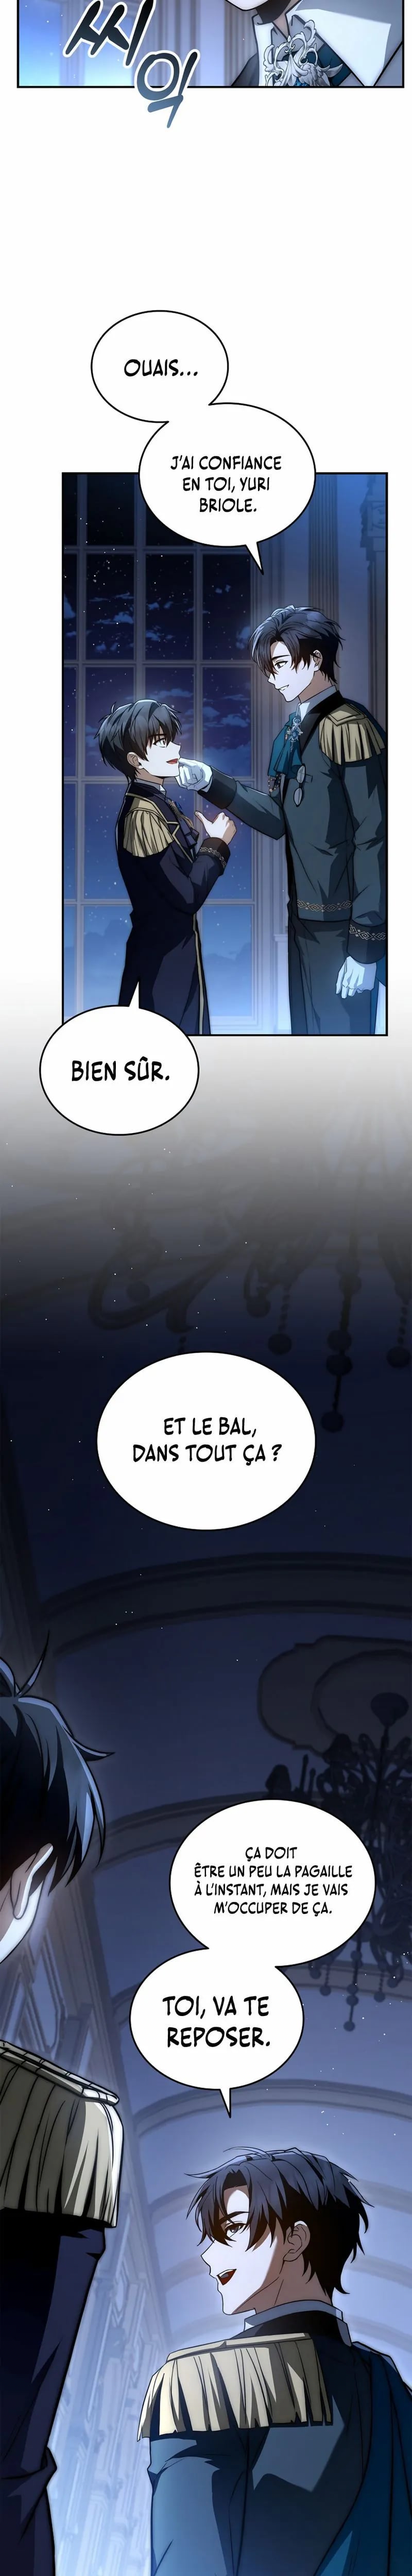 씨익
OUAIS...
J'AI CONFIANCE
EN TOI, YURI
BRIOLE.
BIEN SÛR.
ET LE BAL,
DANS TOUT ÇA ?
ÇA DOIT
ÊTRE UN PEU LA PAGAILLE
À L'INSTANT, MAIS JE VAIS
M'OCCUPER DE ÇA.
TOI, VA TE
REPOSER.